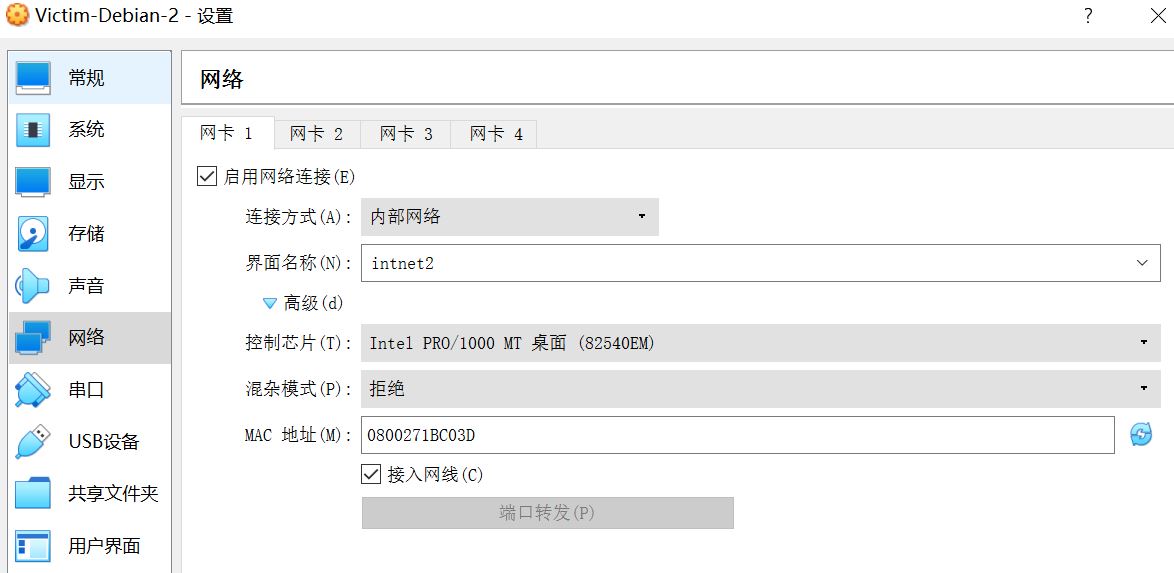 Victim-Debian-2 - 设置
?
常规
系统
显示
存储
声音
网络
串口
USB设备
共享文件夹
用户界面
网络
网卡 1 网卡 2 网卡 3 网卡 4
启用网络连接(E)
连接方式(A): 内部网络
界面名称(N): intnet2
高级(d)
控制芯片(T): Intel PRO/1000 MT 桌面 (82540EM)
混杂模式(P): 拒绝
MAC 地址(M): 0800271BC03D
接入网线(C)
端口转发(P)